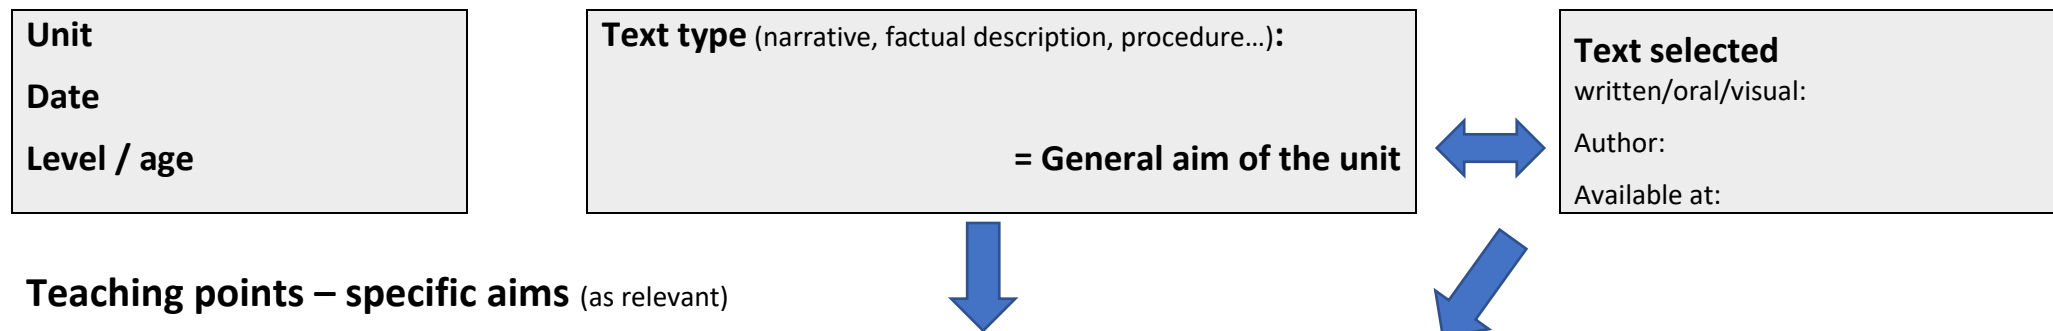 Unit
Date
Level / age
Text type (narrative, factual description, procedure…):
= General aim of the unit
Text selected
written/oral/visual:
Author:
Available at:
Teaching points – specific aims (as relevant)